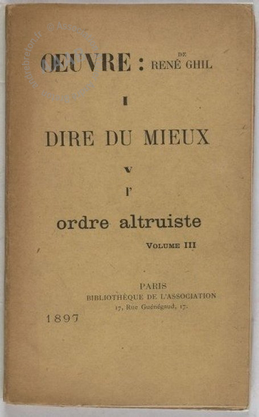 ŒUVRE : DE RENÉ GHIL
I
DIRE DU MIEUX
V
l'
ordre altruiste
VOLUME III
PARIS
BIBLIOTHÈQUE DE L'ASSOCIATION
17, Rue Guénégaud, 17.
1897